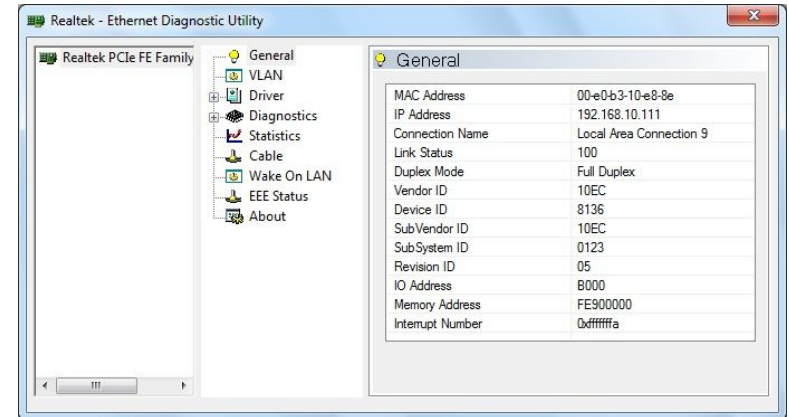 Realtek - Ethernet Diagnostic Utility
Realtek PCIe FE Family
General
VLAN
Driver
Diagnostics
Statistics
Cable
Wake On LAN
EEE Status
About
General
MAC Address 00-e0-b3-10-e8-8e
IP Address 192.168.10.111
Connection Name Local Area Connection 9
Link Status 100
Duplex Mode Full Duplex
Vendor ID 10EC
Device ID 8136
SubVendor ID 10EC
SubSystem ID 0123
Revision ID 05
IO Address B000
Memory Address FE900000
Interrupt Number 0xfffffffa